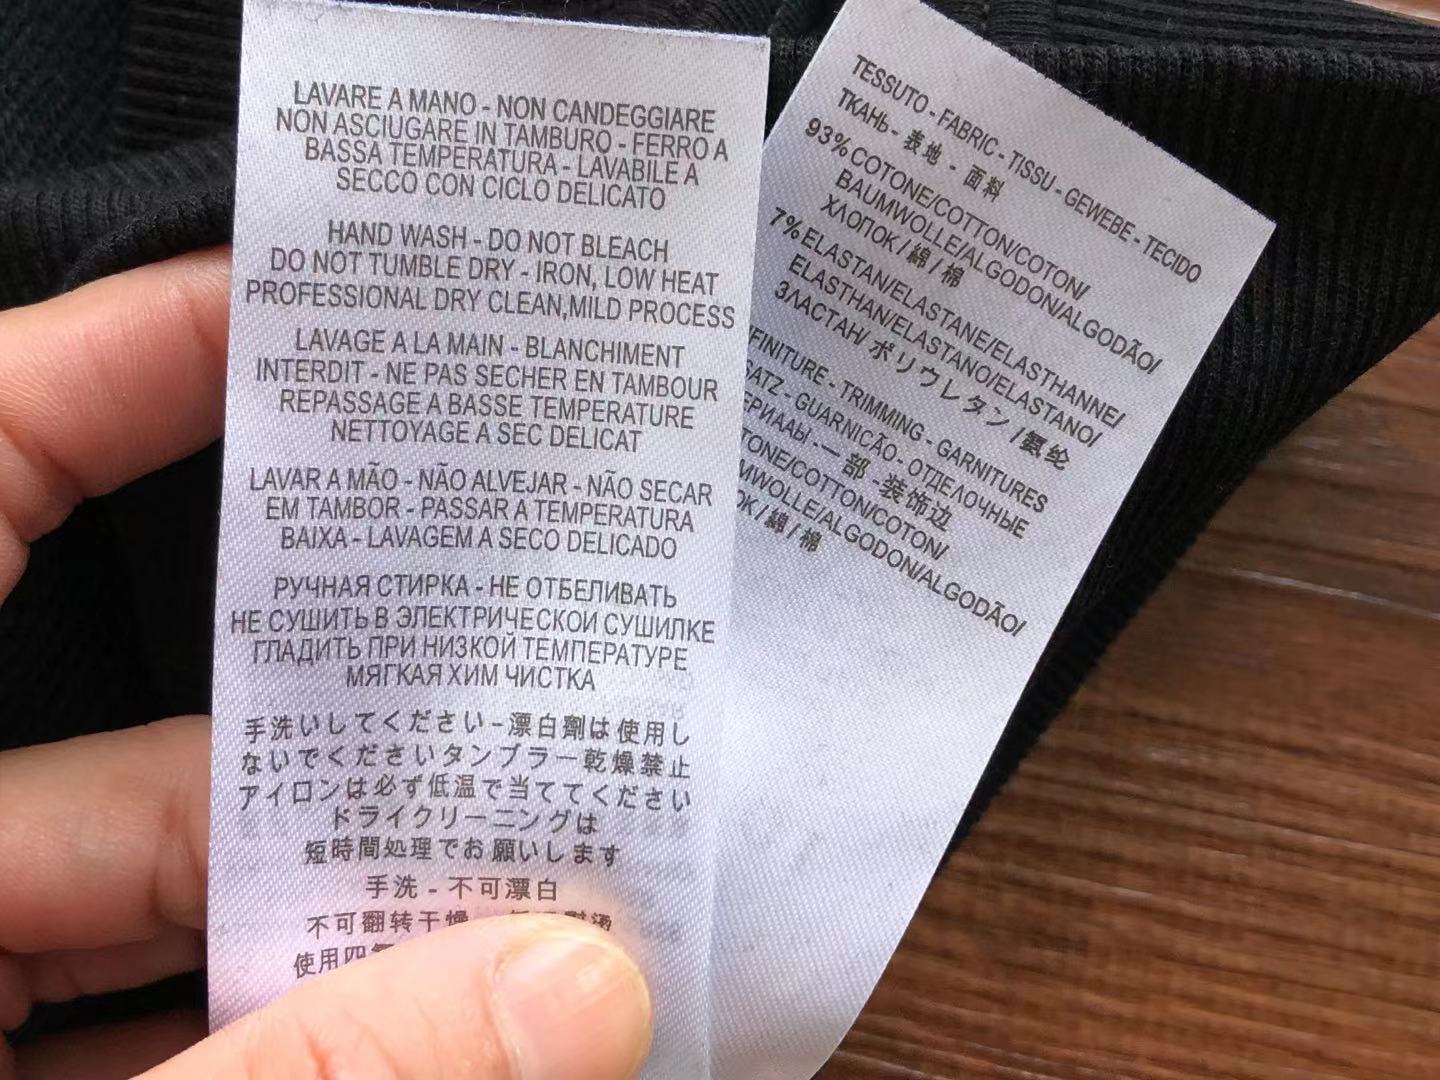 LAVARE A MANO - NON CANDEGGIARE
NON ASCIUGARE IN TAMBURO - FERRO A
BASSA TEMPERATURA - LAVABILE A
SECCO CON CICLO DELICATO
HAND WASH - DO NOT BLEACH
DO NOT TUMBLE DRY - IRON, LOW HEAT
PROFESSIONAL DRY CLEAN,MILD PROCESS
LAVAGE A LA MAIN - BLANCHIMENT
INTERDIT - NE PAS SECHER EN TAMBOUR
REPASSAGE A BASSE TEMPERATURE
NETTOYAGE A SEC DELICAT
LAVAR A MÃO - NÃO ALVEJAR - NÃO SECAR
EM TAMBOR - PASSAR A TEMPERATURA
BAIXA - LAVAGEM A SECO DELICADO
РУЧНАЯ СТИРКА - НЕ ОТБЕЛИВАТЬ
НЕ СУШИТЬ В ЭЛЕКТРИЧЕСКОИ СУШИЛКЕ
ГЛАДИТЬ ПРИ НИЗКОЙ ТЕМПЕРАТУРЕ
МЯГКАЯ ХИМ ЧИСТКА
手洗いしてください-漂白劑は使用し
ないでくださいタンブラー乾燥禁止
アイロンは必ず低温で当ててください
ドライクリーニングは
短時間処理でお願いします
手洗 - 不可漂白
不可翻转干燥
使用四
TESSUTO - FABRIC - TISSU - GEWEBE - TECIDO
ТКАНЬ - 表地 - 面料
93% COTONE/COTTON/COTON/
BAUMWOLLE/ALGODON/ALGODÃO/
ХЛОПОК / 綿 / 棉
7% ELASTAN/ELASTANE/ELASTHANNE/
ELASTHAN/ELASTANO/ELASTANO/
ЗЛАСТАН/ ポリウレタン / 氨纶
FINITURE - TRIMMING - GARNITURES
SATZ - GUARNICÃO - ОТДЕЛОЧНЫЕ
ЕРИААЫ - 一部 - 装饰边
TONE/COTTON/COTON/
MWOLLE/ALGODON/ALGODÃO/
ОК / 綿 / 棉